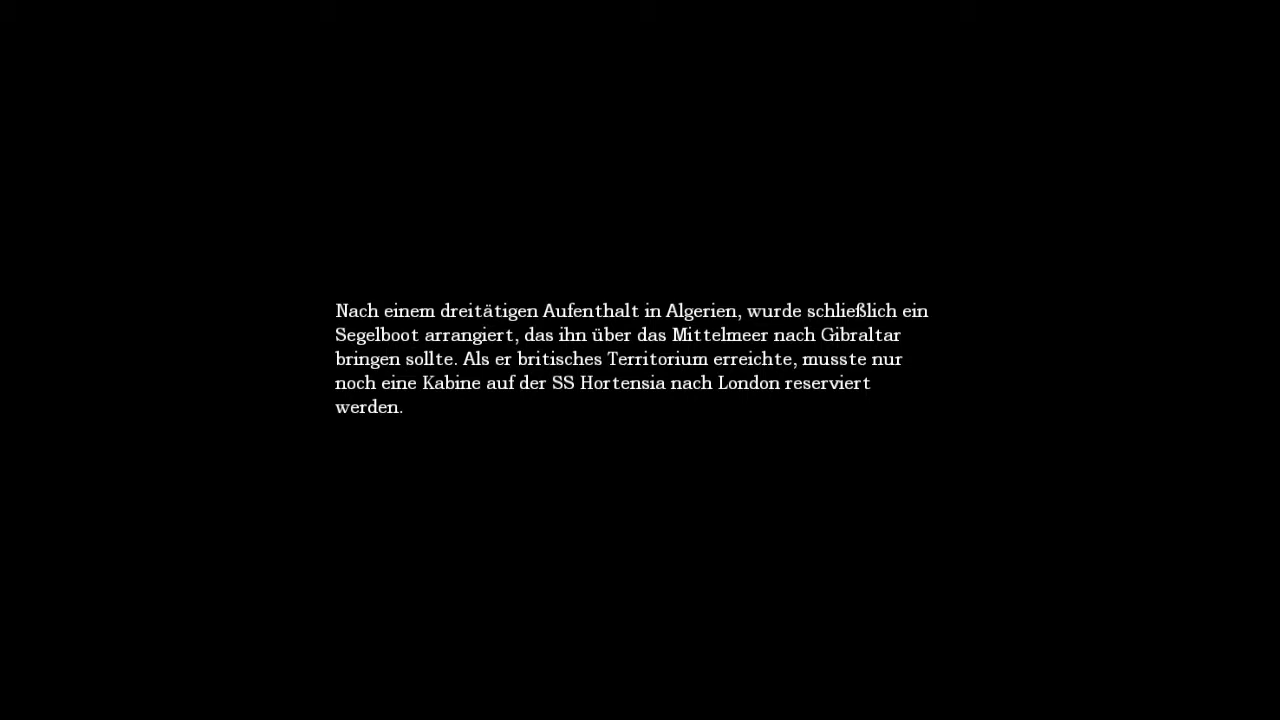 Nach einem dreitätigen Aufenthalt in Algerien, wurde schließlich ein
Segelboot arrangiert, das ihn über das Mittelmeer nach Gibraltar
bringen sollte. Als er britisches Territorium erreichte, musste nur
noch eine Kabine auf der SS Hortensia nach London reserviert
werden.